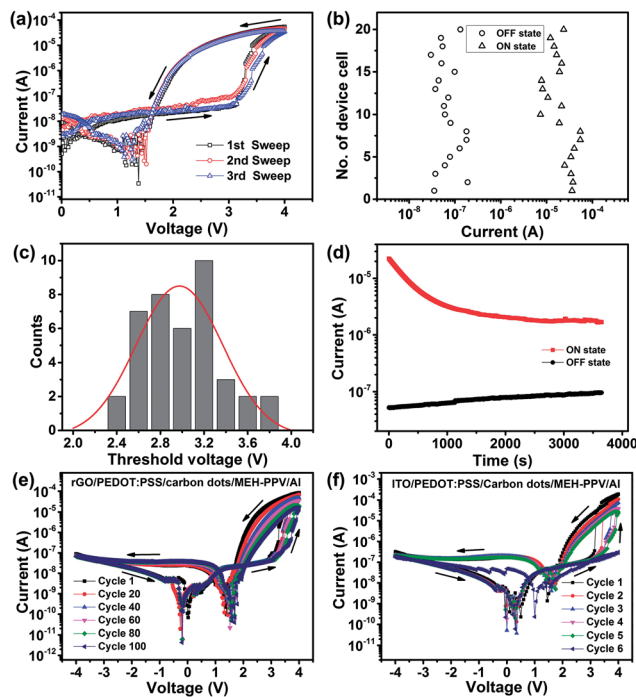 (a)
10⁻⁴
10⁻⁵
10⁻⁶
10⁻⁷
10⁻⁸
10⁻⁹
10⁻¹⁰
10⁻¹¹
Current (A)
1st Sweep
2nd Sweep
3rd Sweep
0 1 2 3 4
Voltage (V)
(b)
20
15
10
5
0
No. of device cell
OFF state
ON state
10⁻⁸ 10⁻⁷ 10⁻⁶ 10⁻⁵ 10⁻⁴
Current (A)
(c)
10
8
6
4
2
0
Counts
2.0 2.4 2.8 3.2 3.6 4.0
Threshold voltage (V)
(d)
10⁻⁵
10⁻⁶
10⁻⁷
Current (A)
ON state
OFF state
0 1000 2000 3000 4000
Time (s)
(e)
rGO/PEDOT:PSS/carbon dots/MEH-PPV/Al
10⁻⁴
10⁻⁵
10⁻⁶
10⁻⁷
10⁻⁸
10⁻⁹
10⁻¹⁰
10⁻¹¹
10⁻¹²
Current (A)
Cycle 1
Cycle 20
Cycle 40
Cycle 60
Cycle 80
Cycle 100
-4 -3 -2 -1 0 1 2 3 4
Voltage (V)
(f)
ITO/PEDOT:PSS/Carbon dots/MEH-PPV/Al
10⁻³
10⁻⁴
10⁻⁵
10⁻⁶
10⁻⁷
10⁻⁸
10⁻⁹
10⁻¹⁰
10⁻¹¹
Current (A)
Cycle 1
Cycle 2
Cycle 3
Cycle 4
Cycle 5
Cycle 6
-4 -3 -2 -1 0 1 2 3 4
Voltage (V)